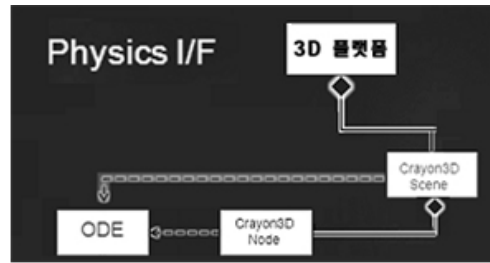 Physics I/F
3D 플랫폼
Crayon3D
Scene
ODE
Crayon3D
Node